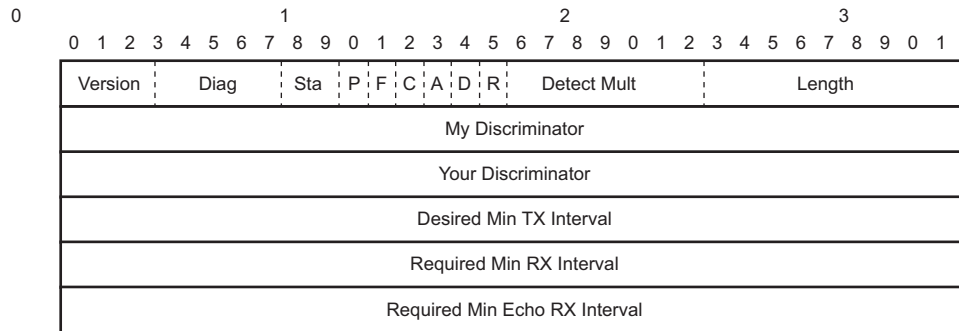 0 1 2 3
0 1 2 3 4 5 6 7 8 9 0 1 2 3 4 5 6 7 8 9 0 1 2 3 4 5 6 7 8 9 0 1
Version Diag Sta P F C A D R Detect Mult Length
My Discriminator
Your Discriminator
Desired Min TX Interval
Required Min RX Interval
Required Min Echo RX Interval